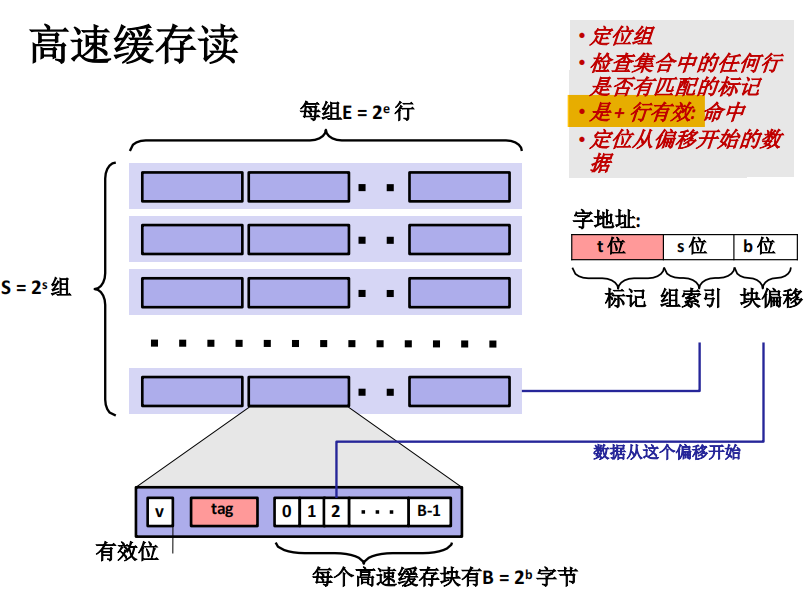 高速缓存读
• 定位组
• 检查集合中的任何行
是否有匹配的标记
• 是 + 行有效: 命中
• 定位从偏移开始的数
据
每组E = 2ᵉ 行
S = 2ˢ 组
字地址:
t 位 s 位 b 位
标记 组索引 块偏移
数据从这个偏移开始
v tag 0 1 2 · · · B-1
有效位
每个高速缓存块有B = 2ᵇ 字节